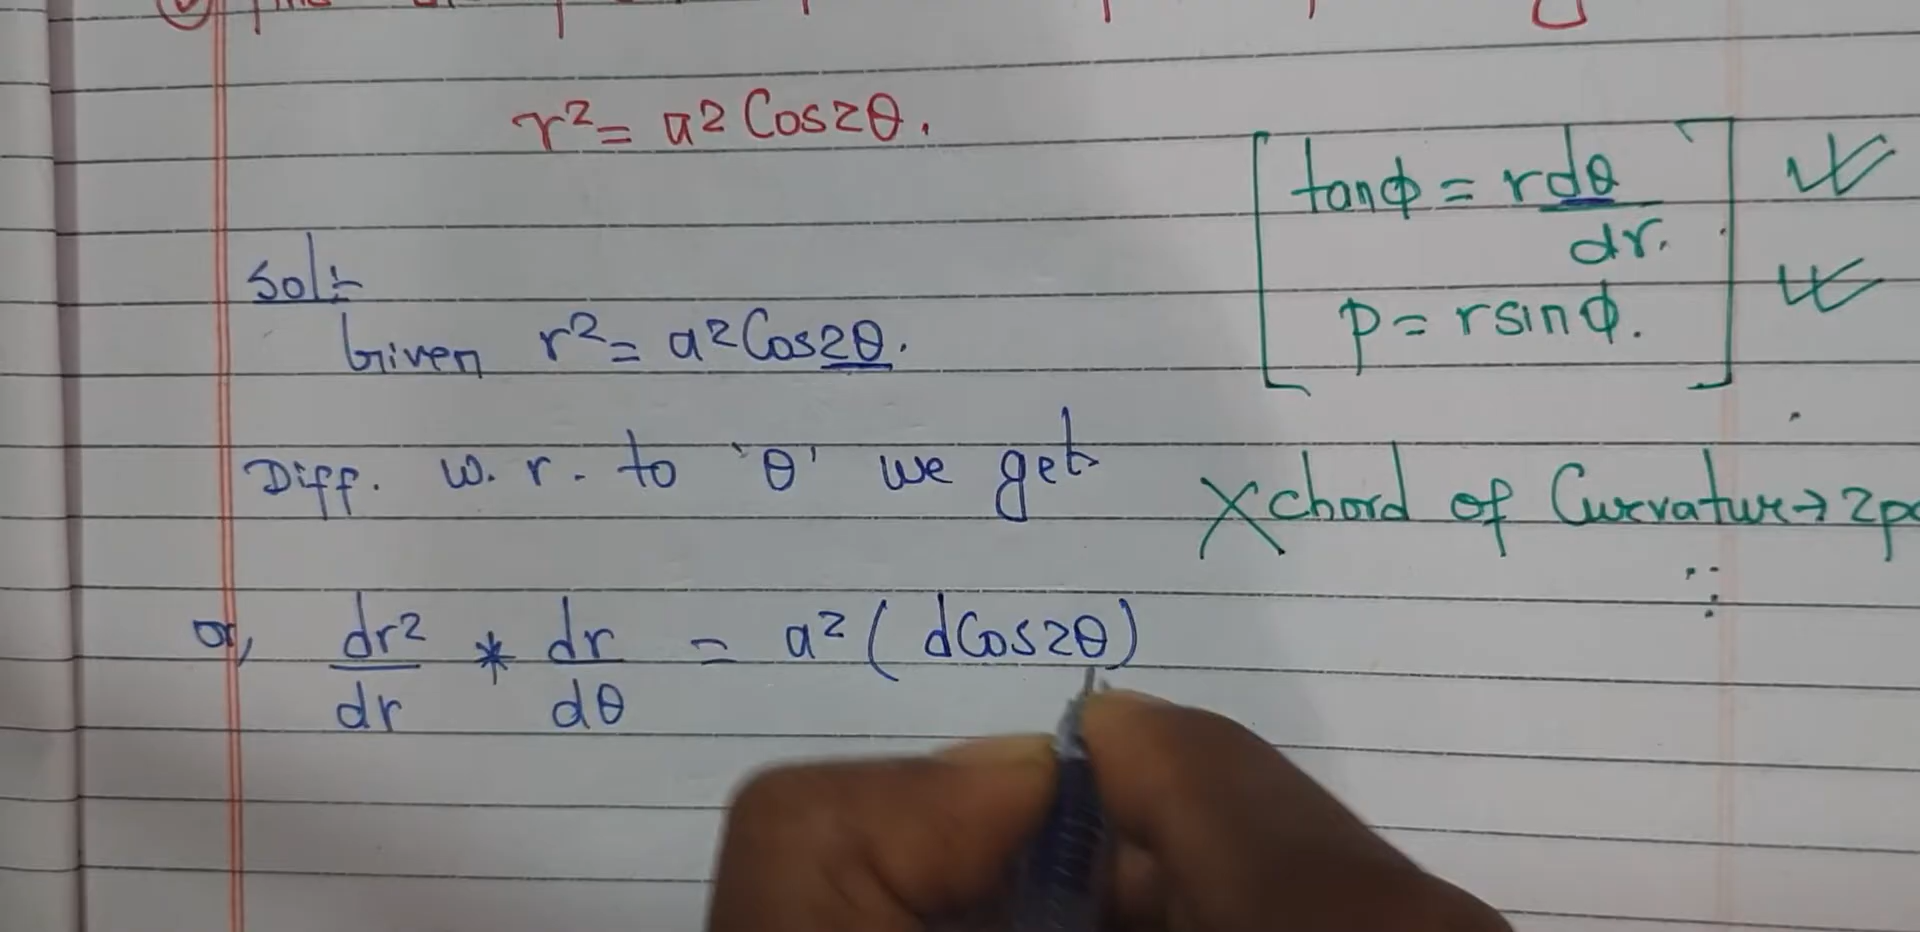 r²= a² Cos2θ.
tanφ = r dθ/dr.
p = r sinφ.
Sol:-
Given r² = a² Cos2θ.
Diff. w. r. to 'θ' we get
X chord of Curvature → 2p
or, dr²/dr * dr/dθ = a² ( dCos2θ)